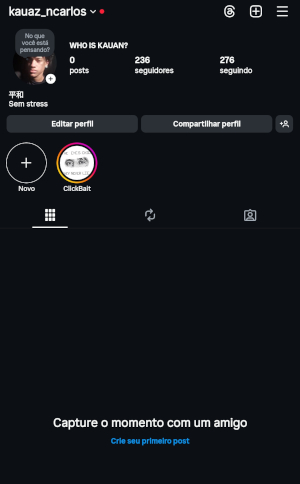 kauaz_ncarlos
No que
você está
pensando?
WHO IS KAUAN?
0
posts
236
seguidores
276
seguindo
平和
Sem stress
Editar perfil
Compartilhar perfil
Novo
ClickBait
Capture o momento com um amigo
Crie seu primeiro post